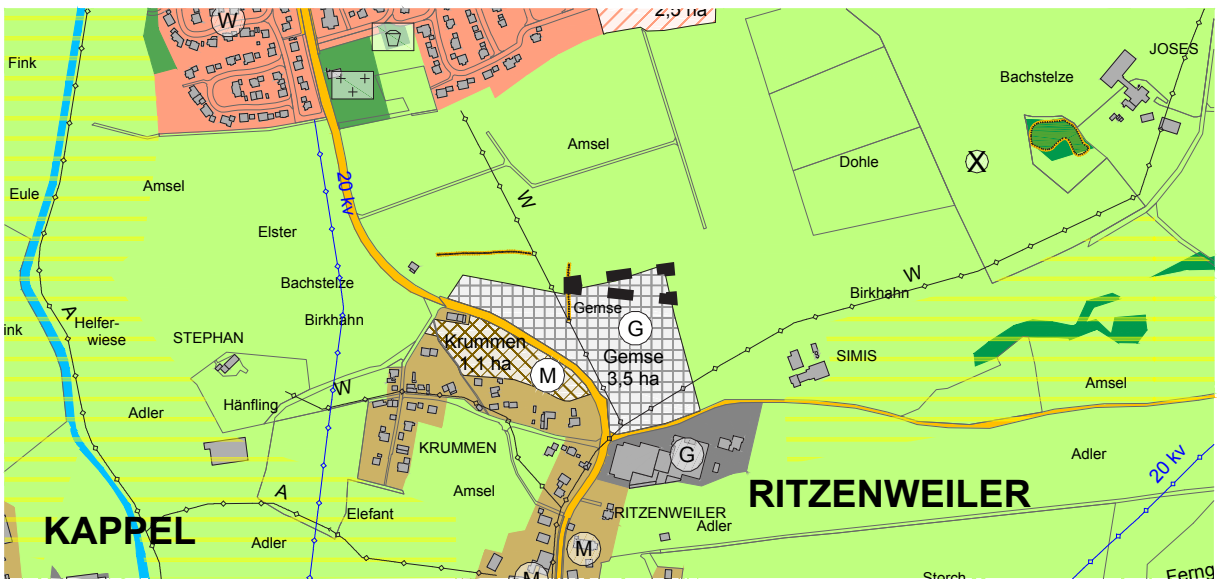 W
2,5 ha
JOSES
Fink
Bachstelze
Amsel
Dohle
X
Eule
Amsel
20 kv
W
Elster
Bachstelze
W
Birkhahn
Gemse
A
Helfer-
wiese
Birkhahn
ink
STEPHAN
G
Krummen
1,1 ha
Gemse
3,5 ha
SIMIS
M
Amsel
W
Hänfling
Adler
KRUMMEN
G
Adler
20 kv
Amsel
A
RITZENWEILER
Elefant
RITZENWEILER
Adler
KAPPEL
Adler
M
M
Storch
Ferng